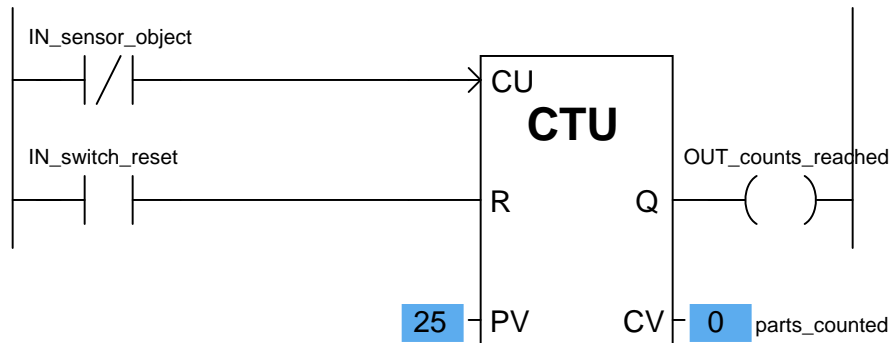 IN_sensor_object
CU
CTU
IN_switch_reset
OUT_counts_reached
R
Q
25
PV
CV
0
parts_counted